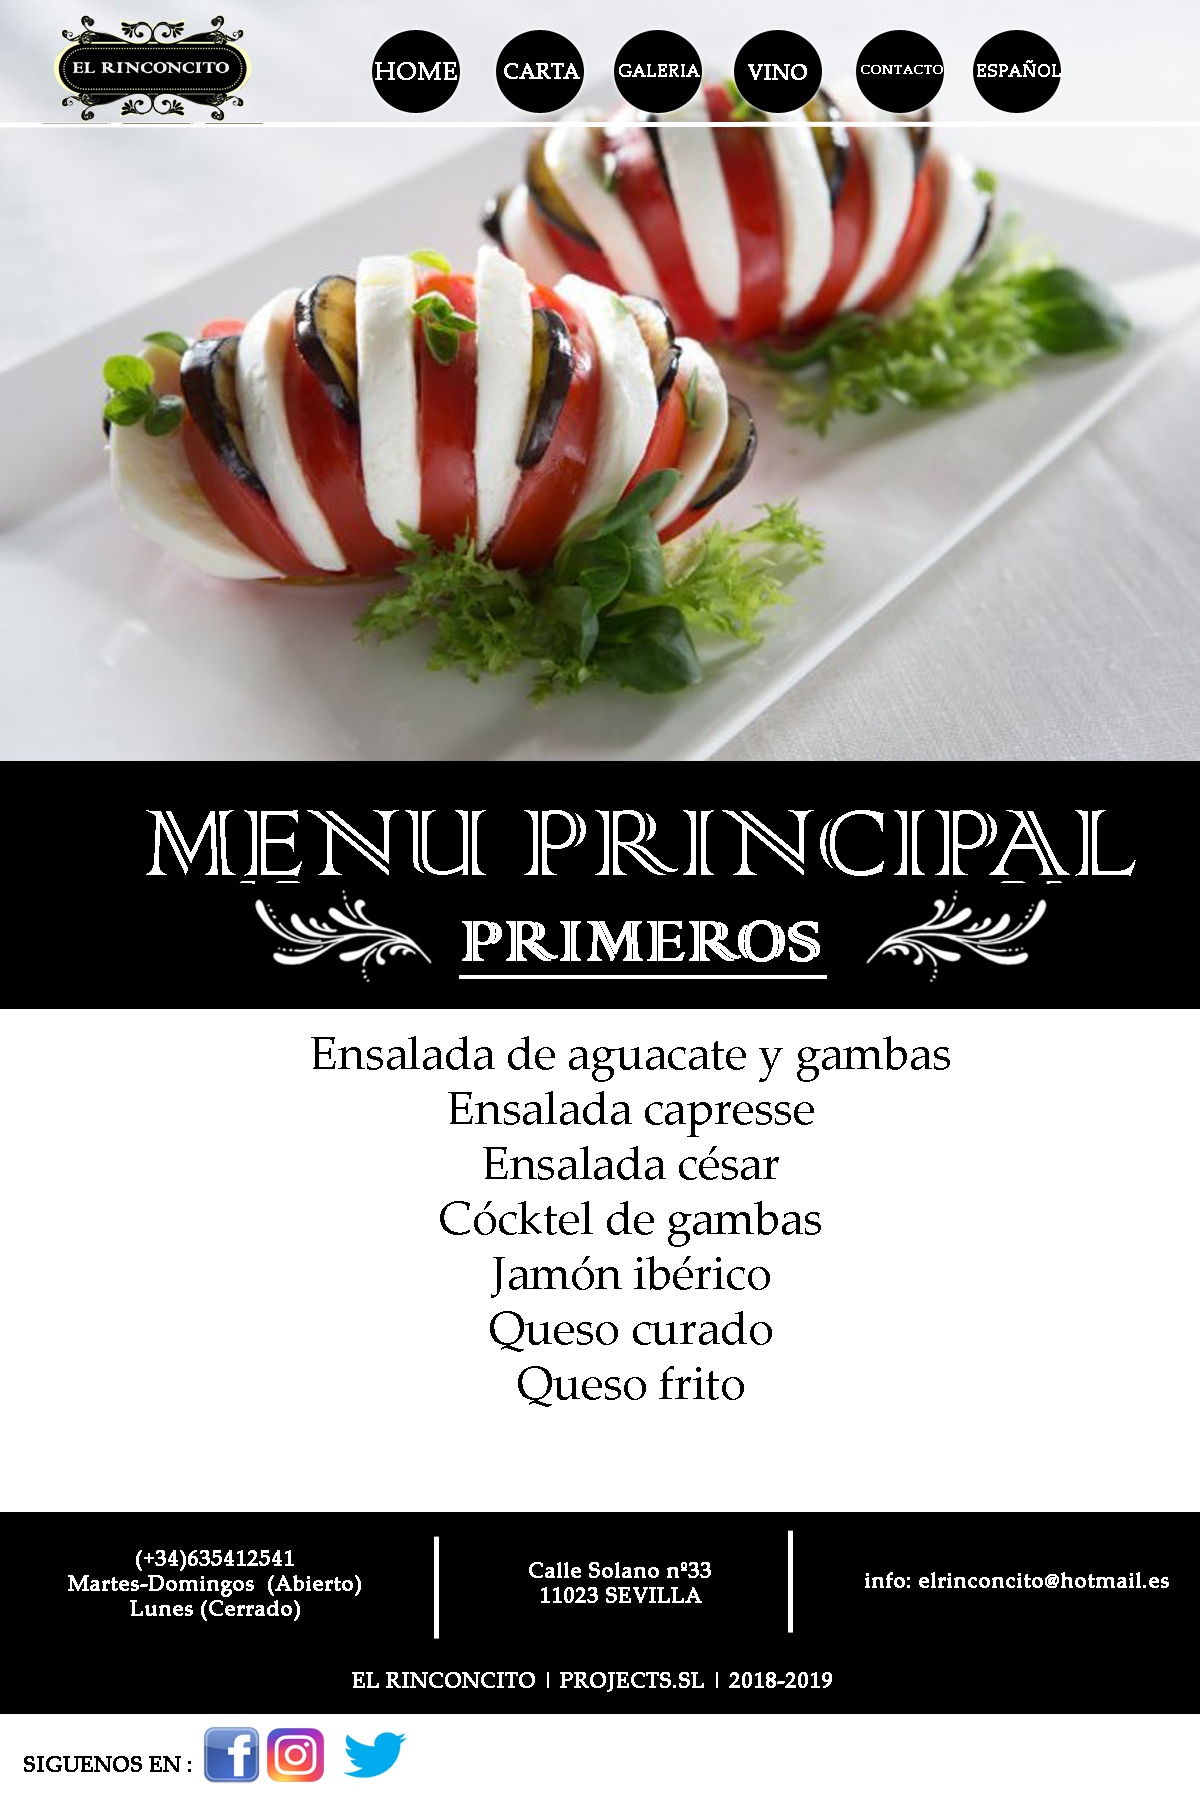 EL RINCONCITO
HOME CARTA GALERIA VINO CONTACTO ESPAÑOL
MENU PRINCIPAL
PRIMEROS
Ensalada de aguacate y gambas
Ensalada capresse
Ensalada césar
Cócktel de gambas
Jamón ibérico
Queso curado
Queso frito
(+34)635412541
Martes-Domingos (Abierto)
Lunes (Cerrado)
Calle Solano nº33
11023 SEVILLA
info: elrinconcito@hotmail.es
EL RINCONCITO | PROJECTS.SL | 2018-2019
SIGUENOS EN :